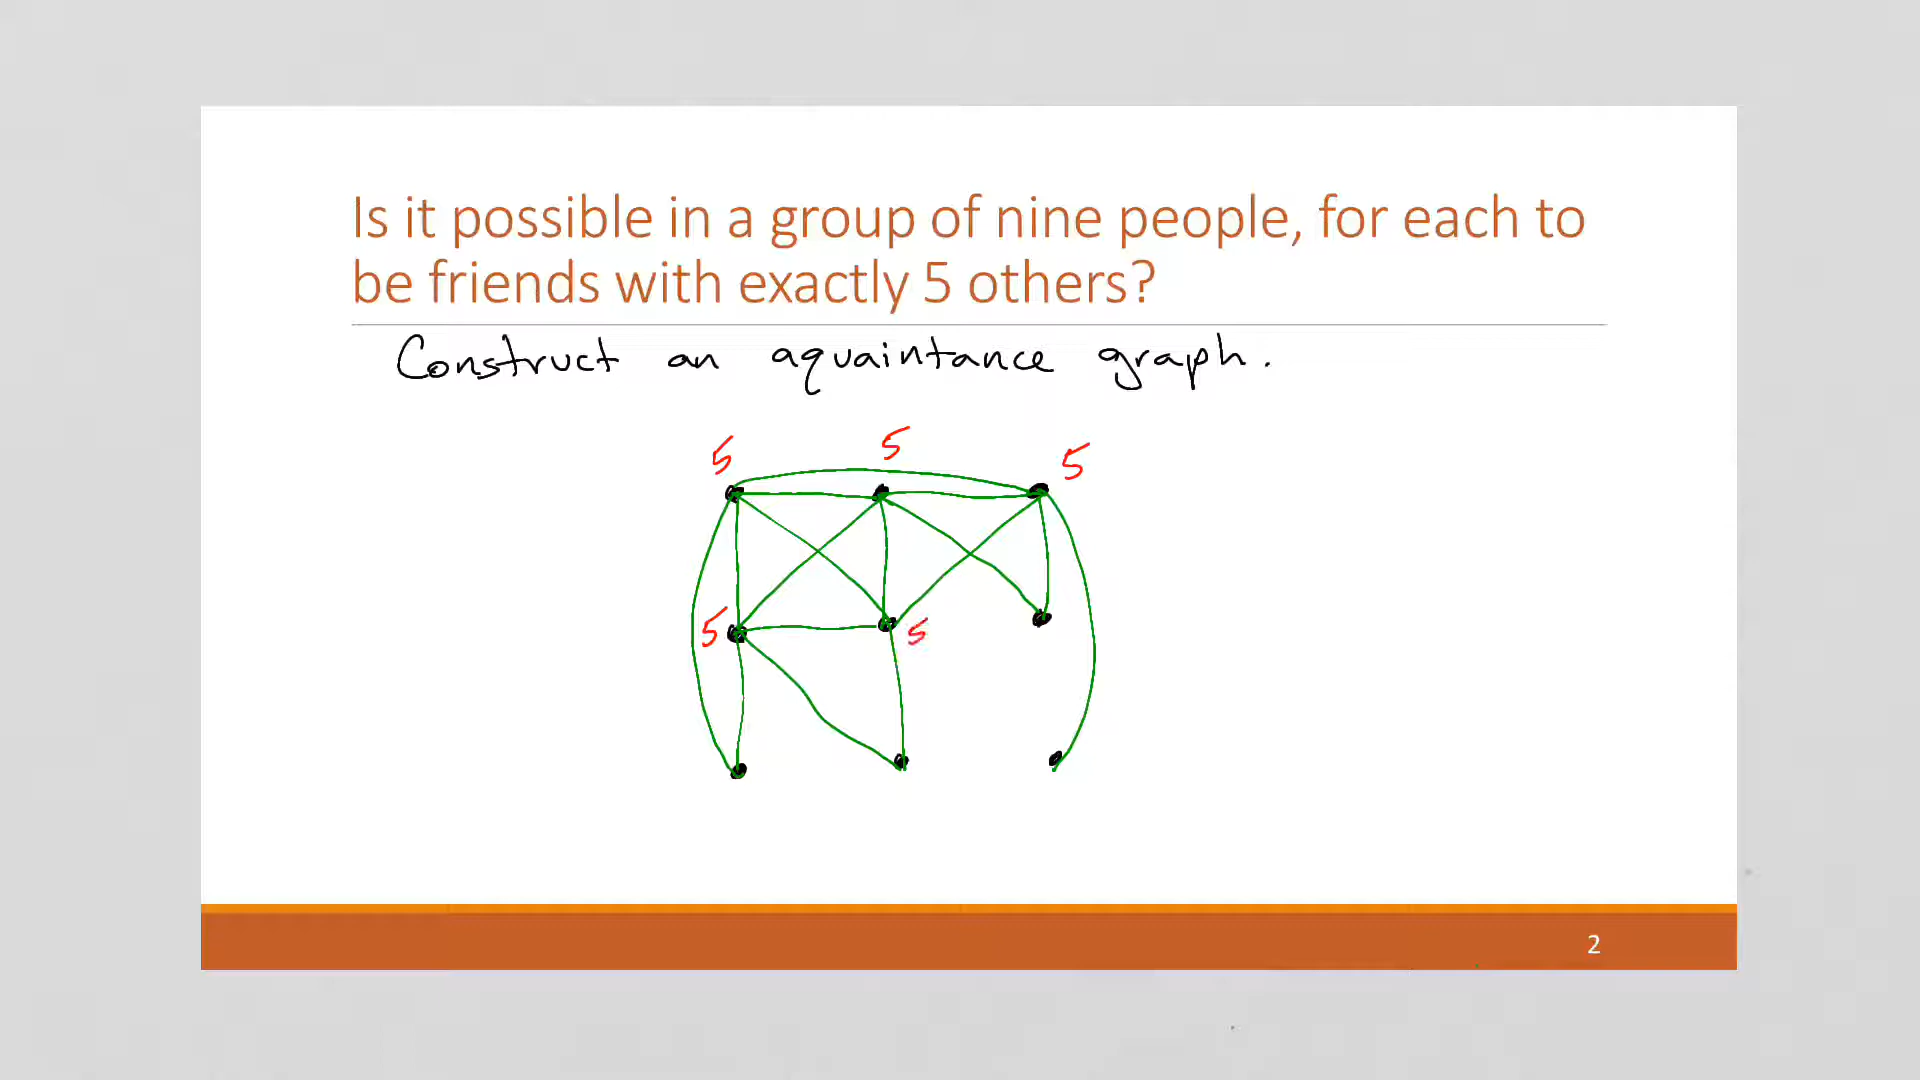 Is it possible in a group of nine people, for each to
be friends with exactly 5 others?
Construct an aquaintance graph.
5 5 5
5 5
2